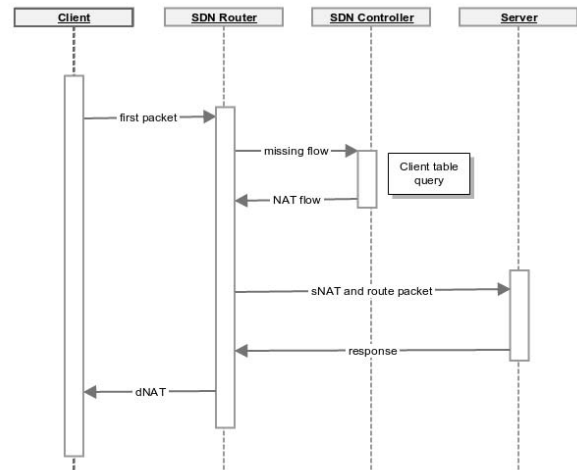 Client
SDN Router
SDN Controller
Server
first packet
missing flow
Client table
query
NAT flow
sNAT and route packet
response
dNAT